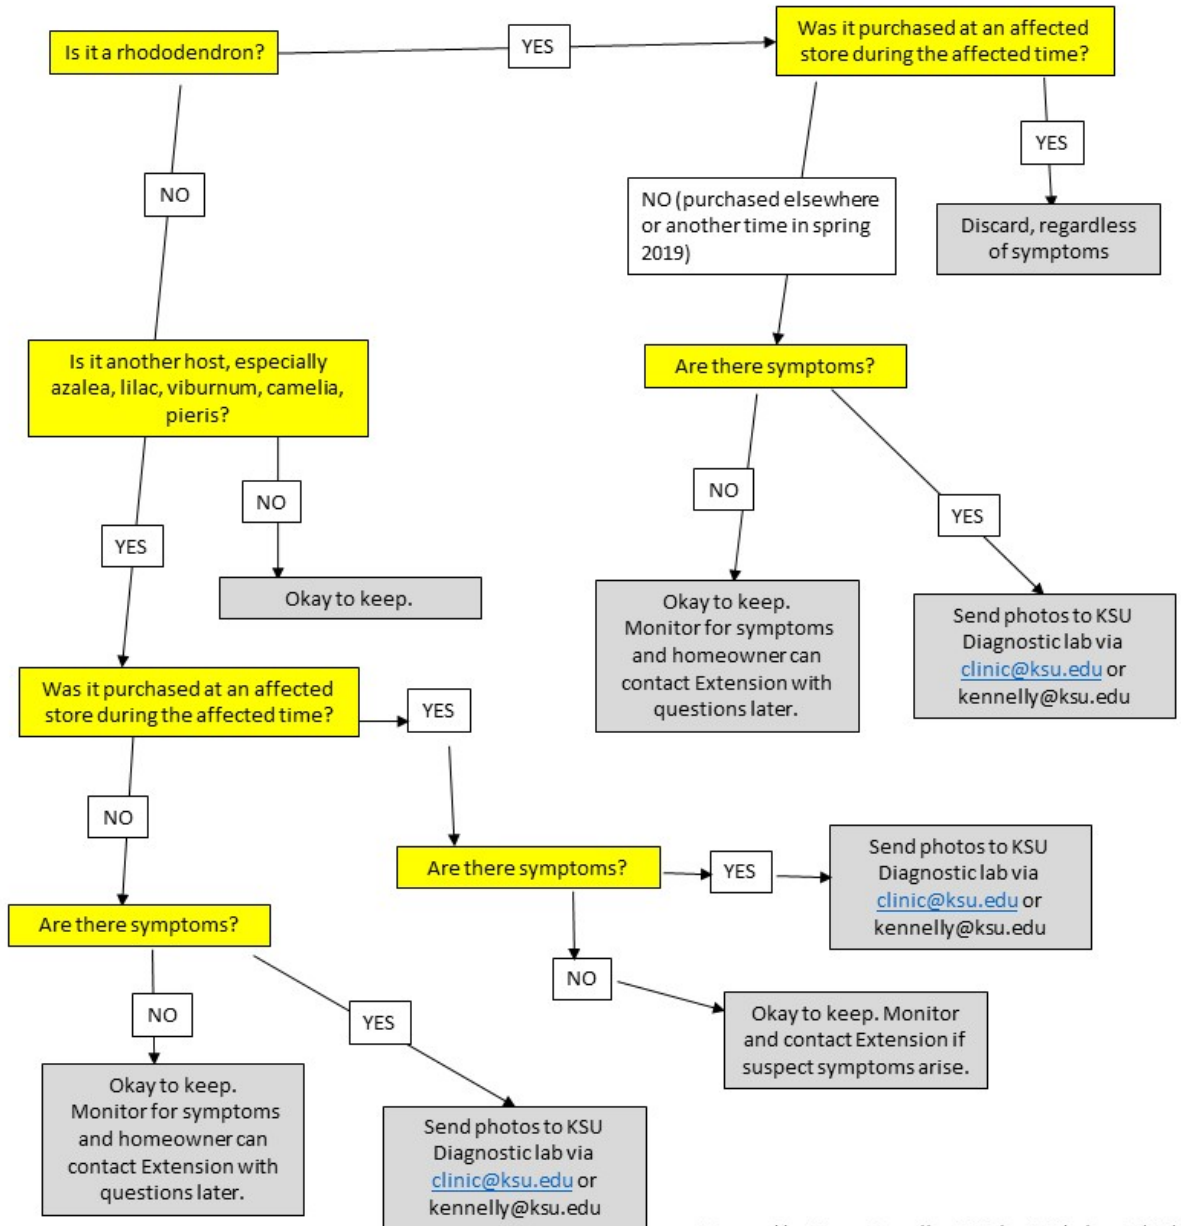 Is it a rhododendron?
YES
Was it purchased at an affected
store during the affected time?
YES
Discard, regardless
of symptoms
NO (purchased elsewhere
or another time in spring
2019)
Are there symptoms?
NO
Okay to keep.
Monitor for symptoms
and homeowner can
contact Extension with
questions later.
YES
Send photos to KSU
Diagnostic lab via
clinic@ksu.edu or
kennelly@ksu.edu
NO
Is it another host, especially
azalea, lilac, viburnum, camelia,
pieris?
NO
Okay to keep.
YES
Was it purchased at an affected
store during the affected time?
YES
Are there symptoms?
YES
Send photos to KSU
Diagnostic lab via
clinic@ksu.edu or
kennelly@ksu.edu
NO
Okay to keep. Monitor
and contact Extension if
suspect symptoms arise.
NO
Are there symptoms?
NO
Okay to keep.
Monitor for symptoms
and homeowner can
contact Extension with
questions later.
YES
Send photos to KSU
Diagnostic lab via
clinic@ksu.edu or
kennelly@ksu.edu